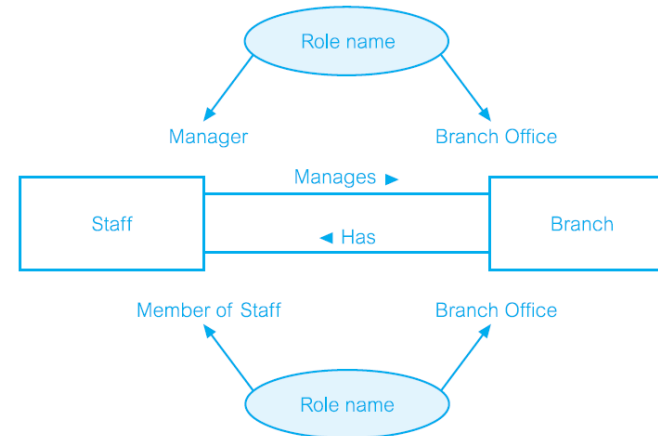 Role name
Manager
Branch Office
Manages ►
Staff
Branch
◄ Has
Member of Staff
Branch Office
Role name